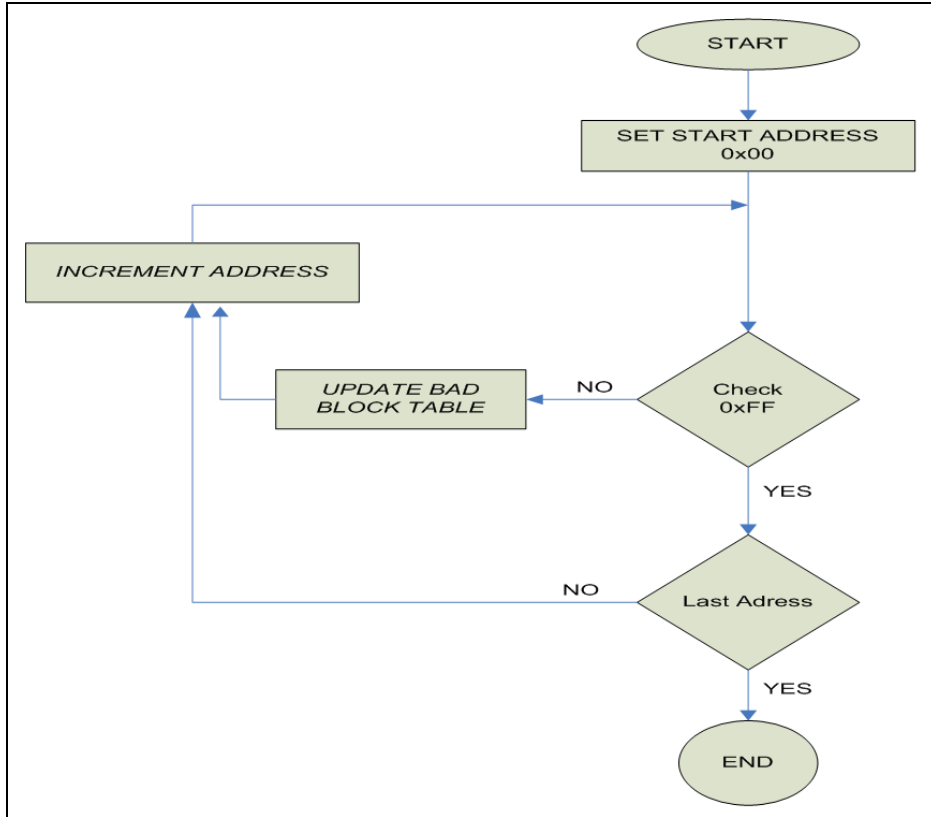 START
SET START ADDRESS
0x00
INCREMENT ADDRESS
UPDATE BAD
BLOCK TABLE
NO
Check
0xFF
YES
NO
Last Adress
YES
END